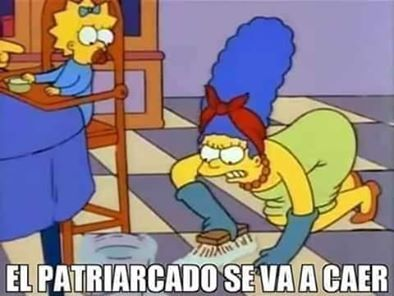 EL PATRIARCADO SE VA A CAER